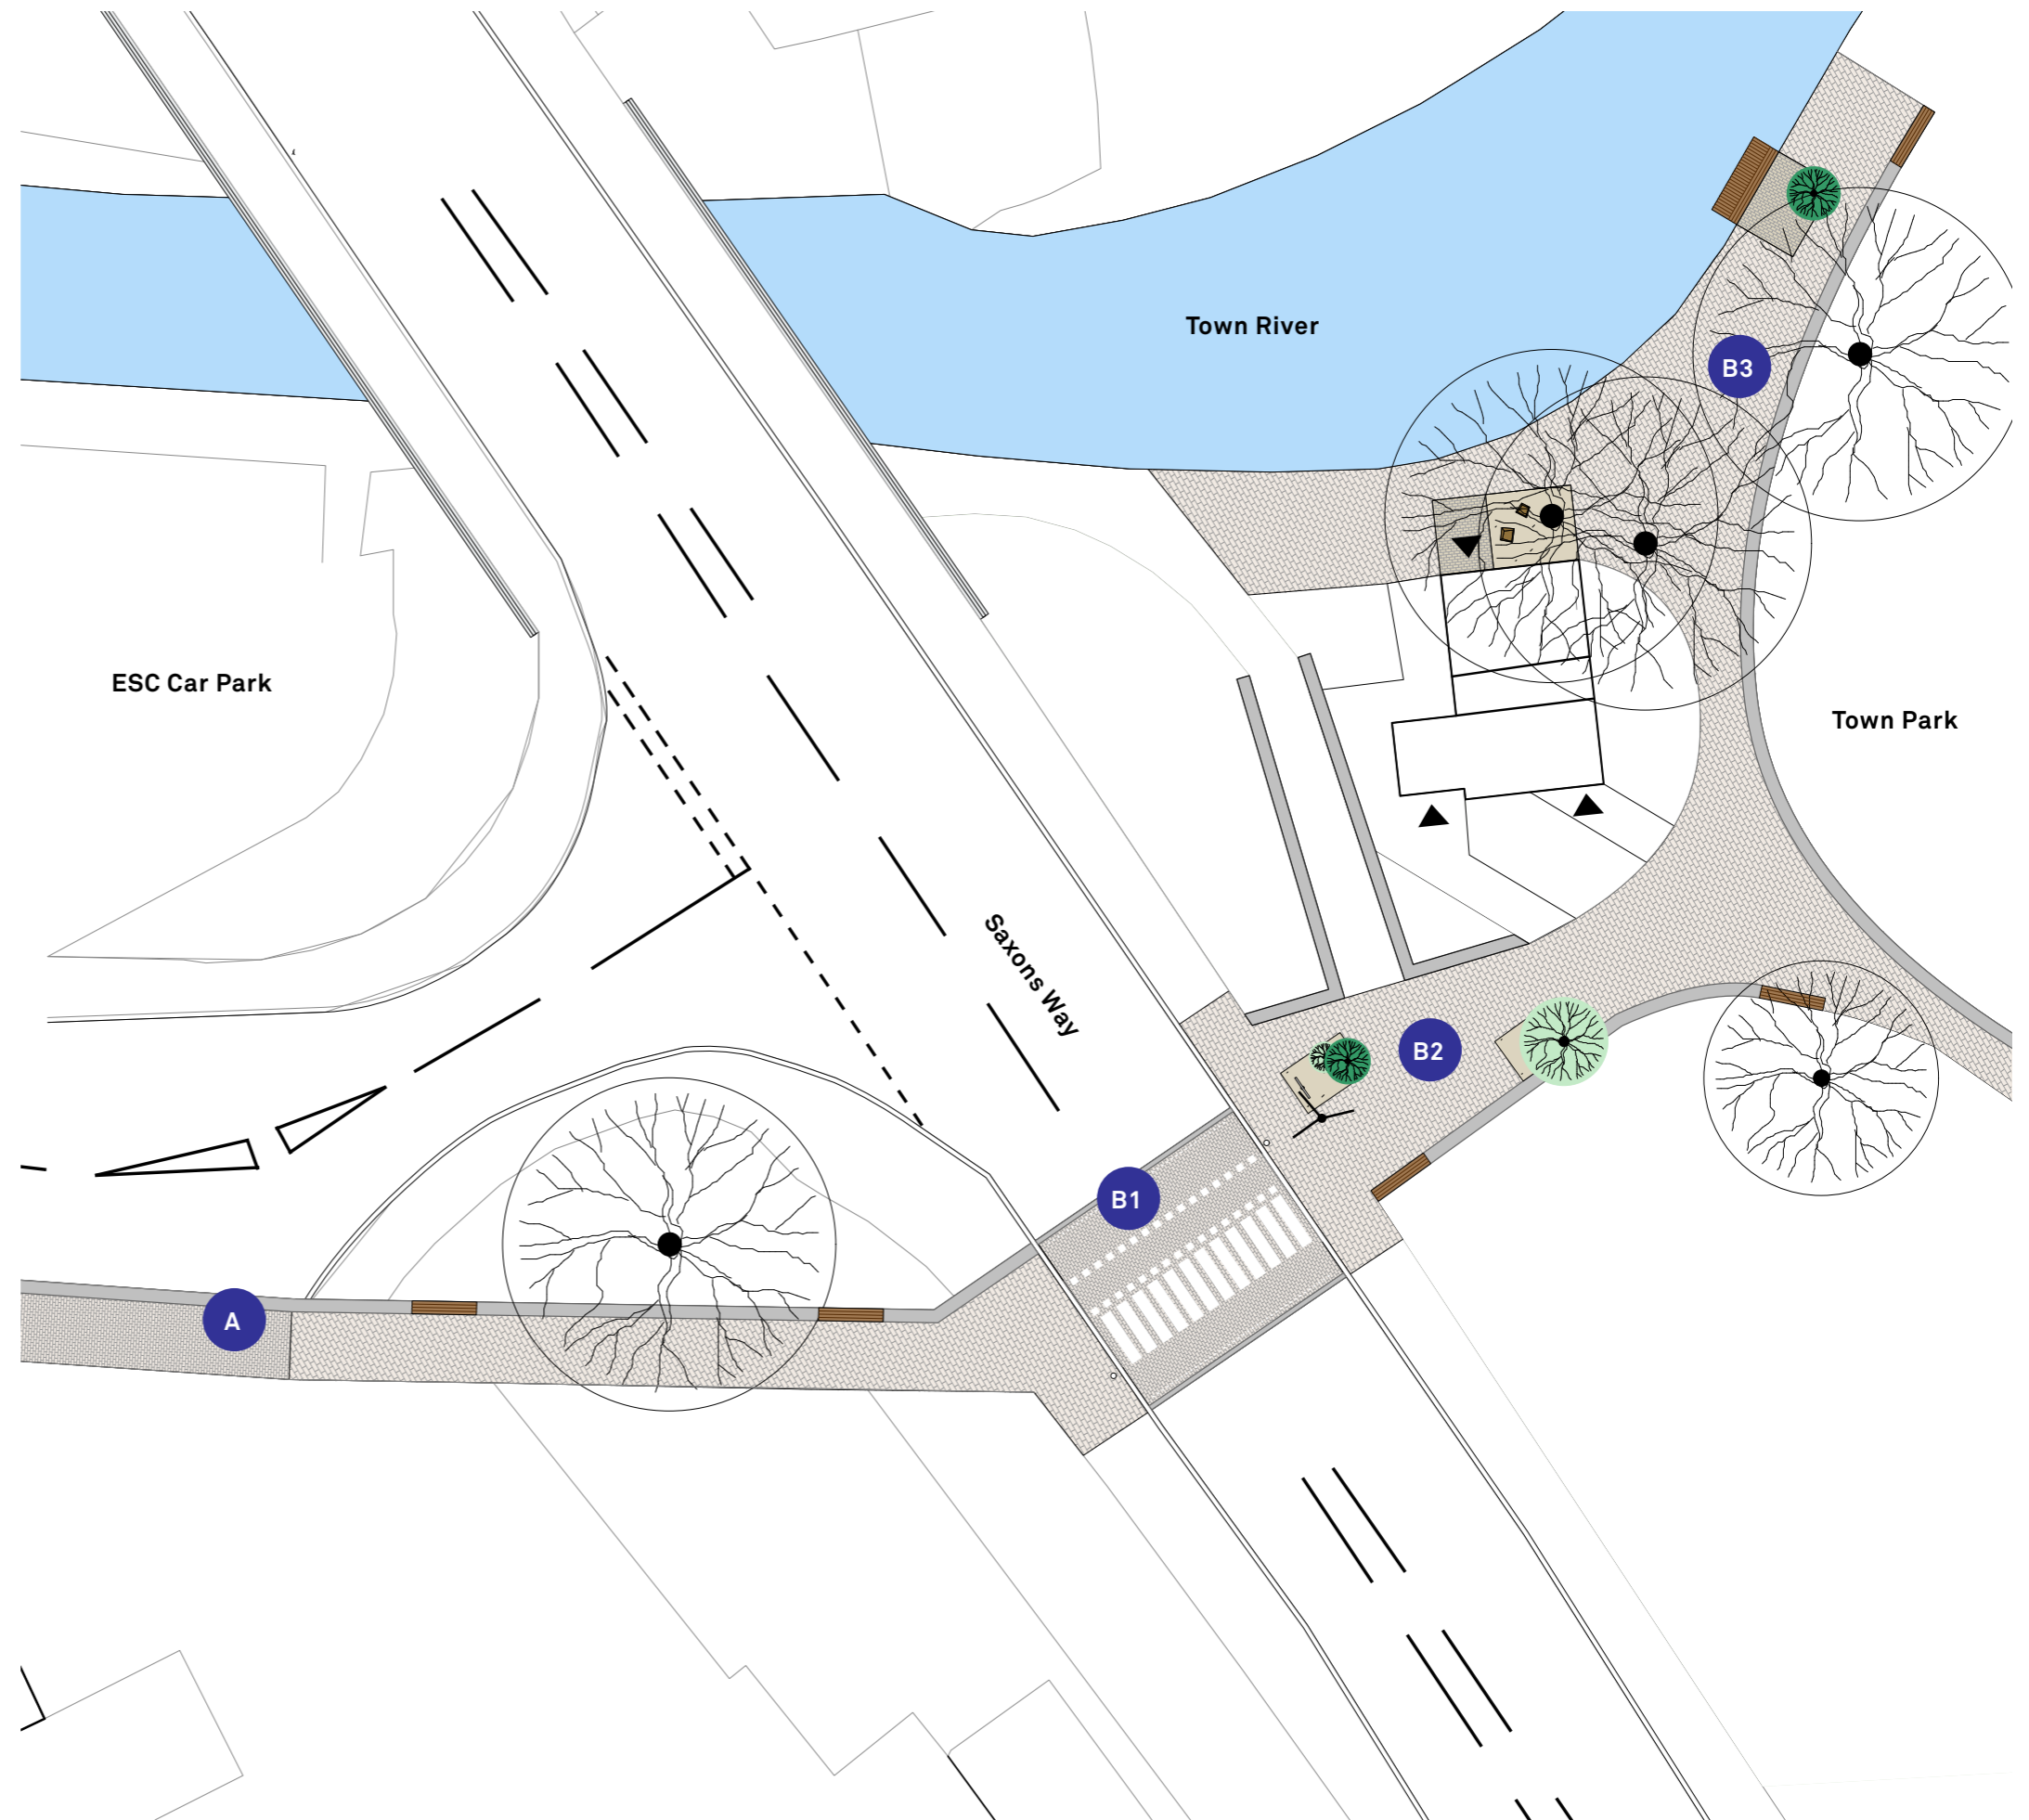 Town River
B3
ESC Car Park
Town Park
Saxons Way
B2
B1
A